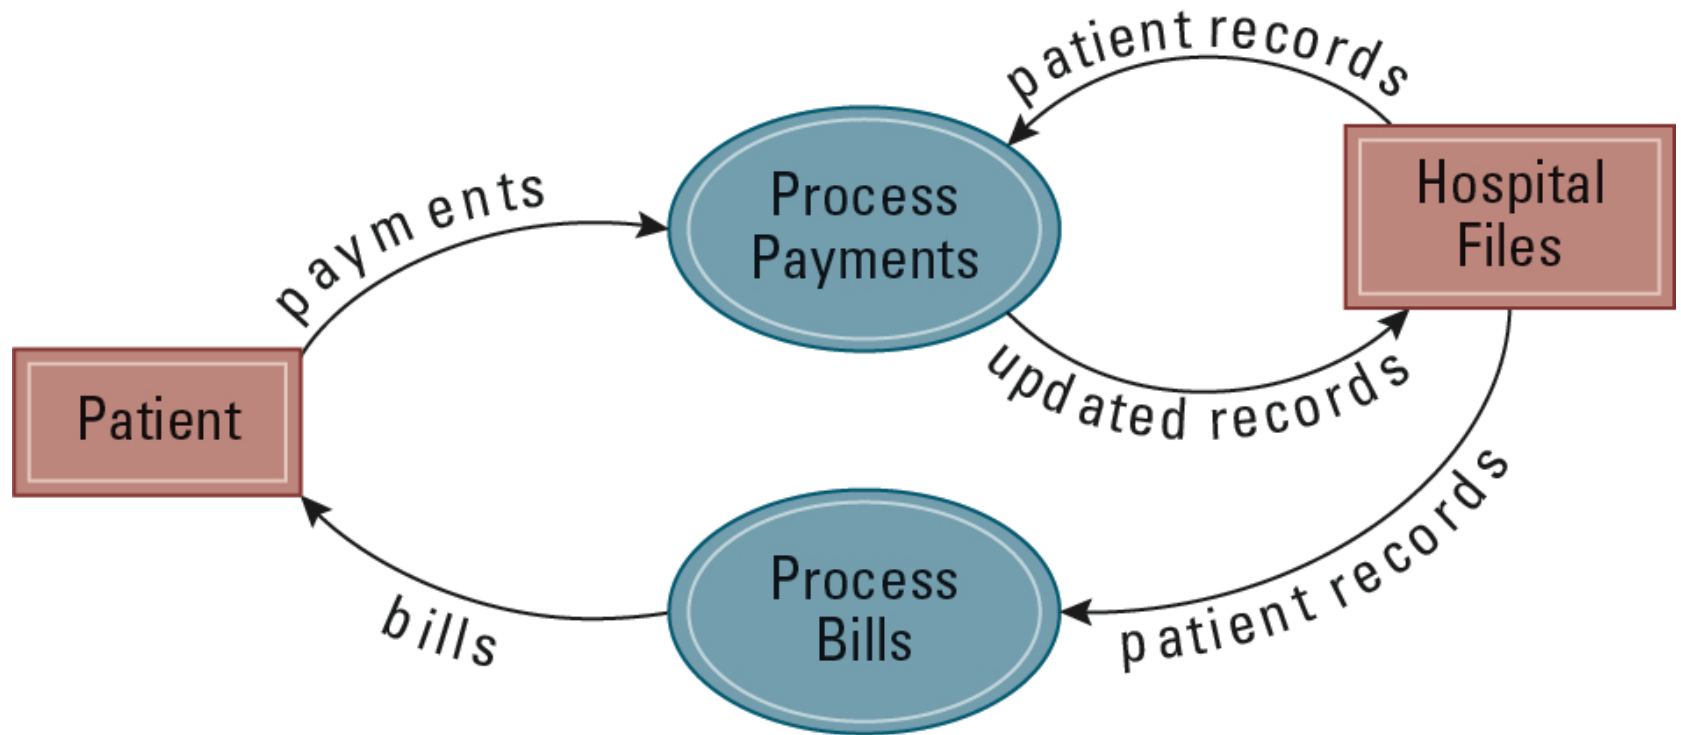 patient records
Process
Payments
Hospital
Files
payments
updated records
Patient
Process
Bills
patient records
bills